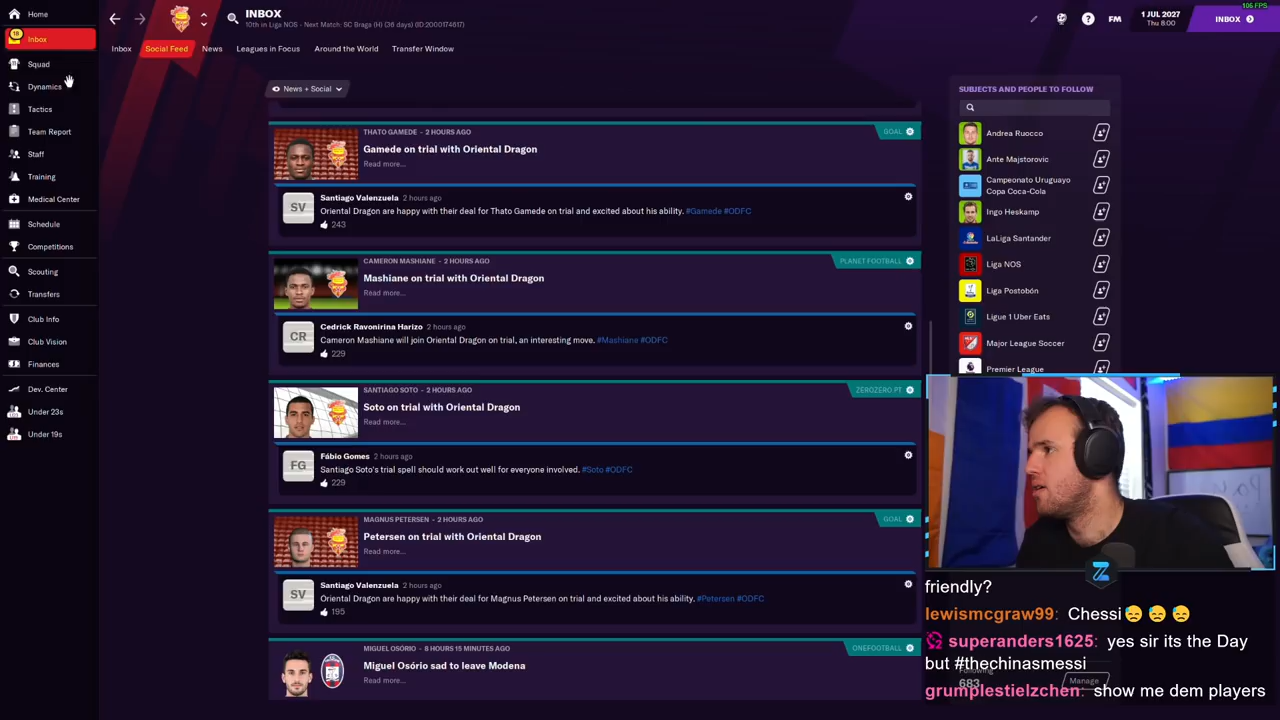 Home
INBOX
10th in Liga NOS - Next Match: SC Braga (H) (36 days) (ID:2000174617)
106 FPS
FM
1 JUL 2027
Thu 8:00
INBOX
18
Inbox
Squad
Dynamics
Tactics
Team Report
Staff
Training
Medical Center
Schedule
Competitions
Scouting
Transfers
Club Info
Club Vision
Finances
Dev. Center
Under 23s
Under 19s
Inbox
Social Feed
News
Leagues in Focus
Around the World
Transfer Window
News + Social
THATO GAMEDE - 2 HOURS AGO
GOAL
Gamede on trial with Oriental Dragon
Read more...
SV
Santiago Valenzuela 2 hours ago
Oriental Dragon are happy with their deal for Thato Gamede on trial and excited about his ability. #Gamede #ODFC
243
CAMERON MASHIANE - 2 HOURS AGO
PLANET FOOTBALL
Mashiane on trial with Oriental Dragon
Read more...
CR
Cedrick Ravonirina Harizo 2 hours ago
Cameron Mashiane will join Oriental Dragon on trial, an interesting move. #Mashiane #ODFC
229
SANTIAGO SOTO - 2 HOURS AGO
ZEROZERO PT
Soto on trial with Oriental Dragon
Read more...
FG
Fábio Gomes 2 hours ago
Santiago Soto's trial spell should work out well for everyone involved. #Soto #ODFC
229
MAGNUS PETERSEN - 2 HOURS AGO
GOAL
Petersen on trial with Oriental Dragon
Read more...
SV
Santiago Valenzuela 2 hours ago
Oriental Dragon are happy with their deal for Magnus Petersen on trial and excited about his ability. #Petersen #ODFC
195
MIGUEL OSÓRIO - 8 HOURS 15 MINUTES AGO
ONEFOOTBALL
Miguel Osório sad to leave Modena
Read more...
SUBJECTS AND PEOPLE TO FOLLOW
Andrea Ruocco
Ante Majstorovic
Campeonato Uruguayo
Copa Coca-Cola
Ingo Heskamp
LaLiga Santander
Liga NOS
Liga Postobón
Ligue 1 Uber Eats
Major League Soccer
Premier League
friendly?
lewismcgraw99: Chessi😓😓😓
superanders1625: yes sir its the Day
but #thechinasmessi
grumplestielzchen: show me dem players
Following
683
Manage